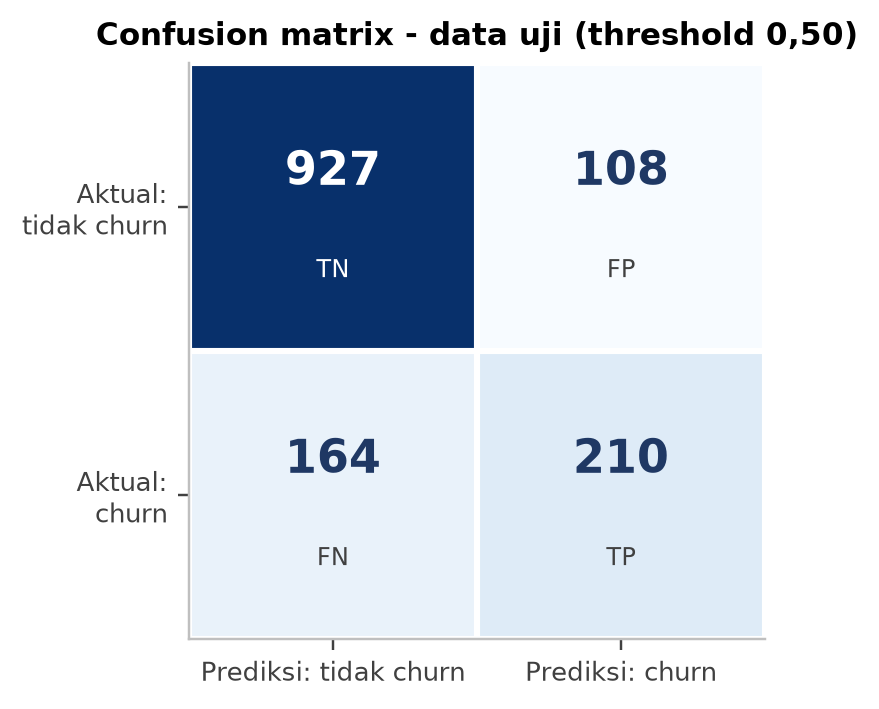 Confusion matrix - data uji (threshold 0,50)
927
108
Aktual:
tidak churn
TN
FP
164
210
Aktual:
churn
FN
TP
Prediksi: tidak churn
Prediksi: churn